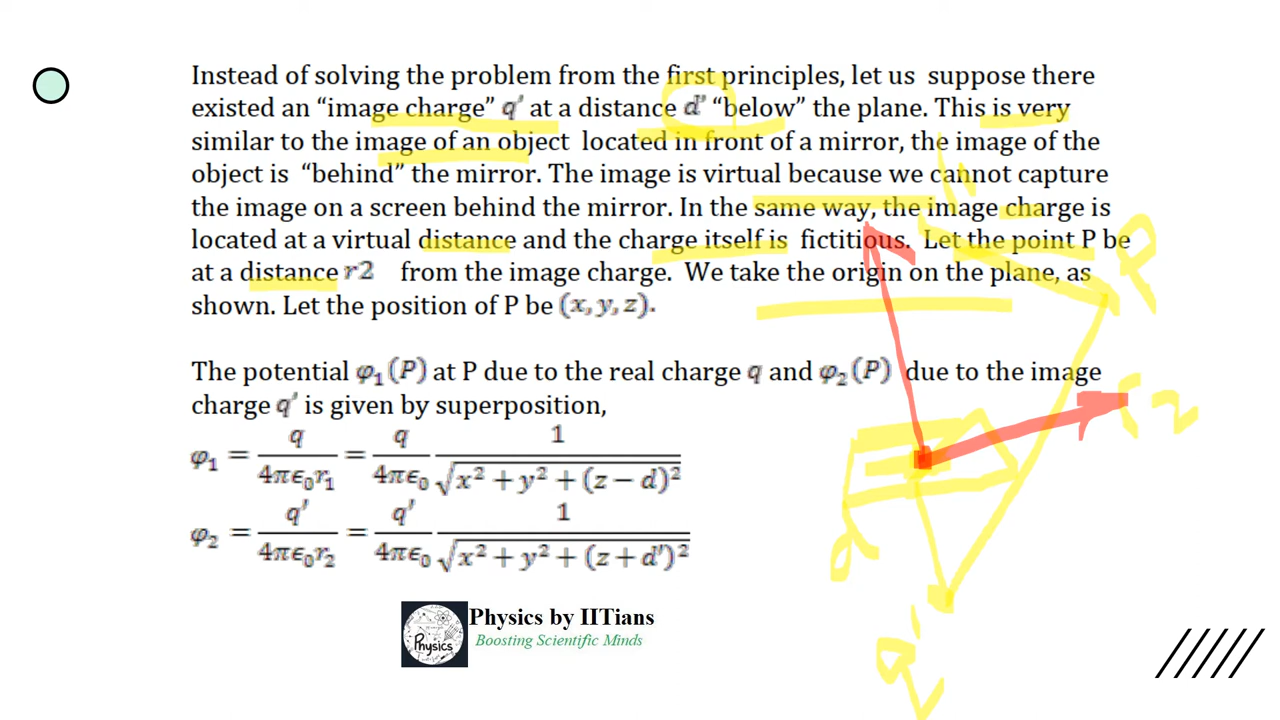 Instead of solving the problem from the first principles, let us suppose there
existed an “image charge” q′ at a distance d′ “below” the plane. This is very
similar to the image of an object located in front of a mirror, the image of the
object is “behind” the mirror. The image is virtual because we cannot capture
the image on a screen behind the mirror. In the same way, the image charge is
located at a virtual distance and the charge itself is fictitious. Let the point P be
at a distance r2 from the image charge. We take the origin on the plane, as
shown. Let the position of P be (x, y, z).
P
The potential φ₁(P) at P due to the real charge q and φ₂(P) due to the image
charge q′ is given by superposition,
r2
φ₁ = q/(4πϵ₀r₁) = q/(4πϵ₀) 1/√(x² + y² + (z − d)²)
φ₂ = q′/(4πϵ₀r₂) = q′/(4πϵ₀) 1/√(x² + y² + (z + d′)²)
q'
Physics by IITians
Boosting Scientific Minds
Physics